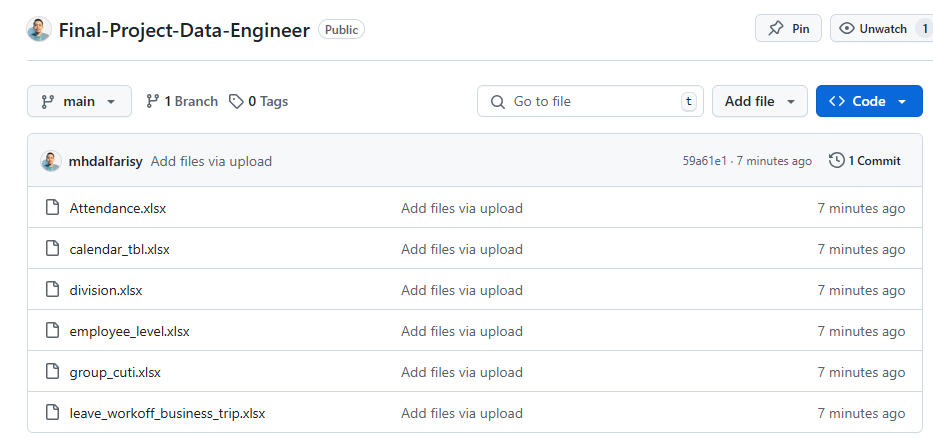 Final-Project-Data-Engineer Public Pin Unwatch 1
main 1 Branch 0 Tags Go to file t Add file Code
mhdalfarisy Add files via upload 59a61e1 · 7 minutes ago 1 Commit
Attendance.xlsx Add files via upload 7 minutes ago
calendar_tbl.xlsx Add files via upload 7 minutes ago
division.xlsx Add files via upload 7 minutes ago
employee_level.xlsx Add files via upload 7 minutes ago
group_cuti.xlsx Add files via upload 7 minutes ago
leave_workoff_business_trip.xlsx Add files via upload 7 minutes ago